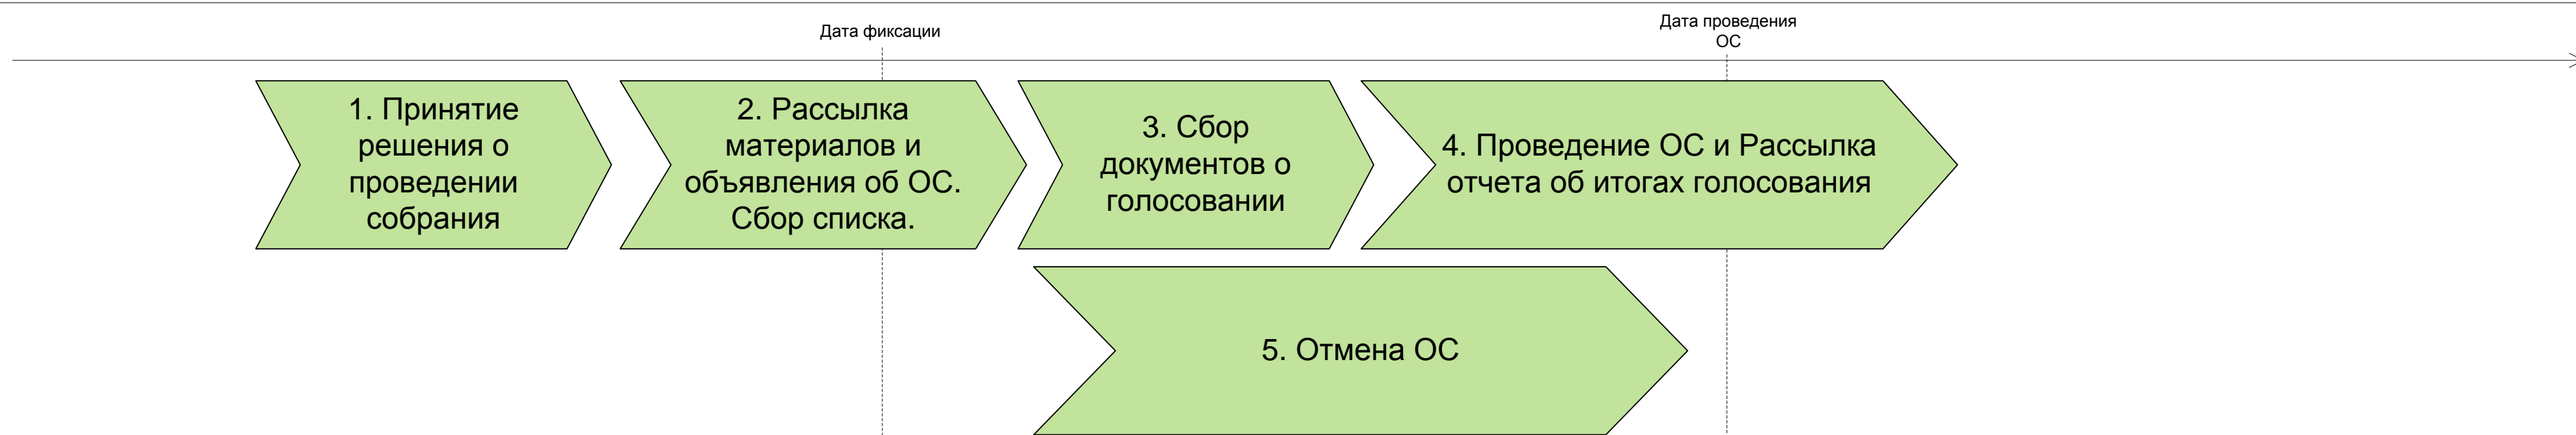 Дата фиксации
Дата проведения
ОС
1. Принятие
решения о
проведении
собрания
2. Рассылка
материалов и
объявления об ОС.
Сбор списка.
3. Сбор
документов о
голосовании
4. Проведение ОС и Рассылка
отчета об итогах голосования
5. Отмена ОС